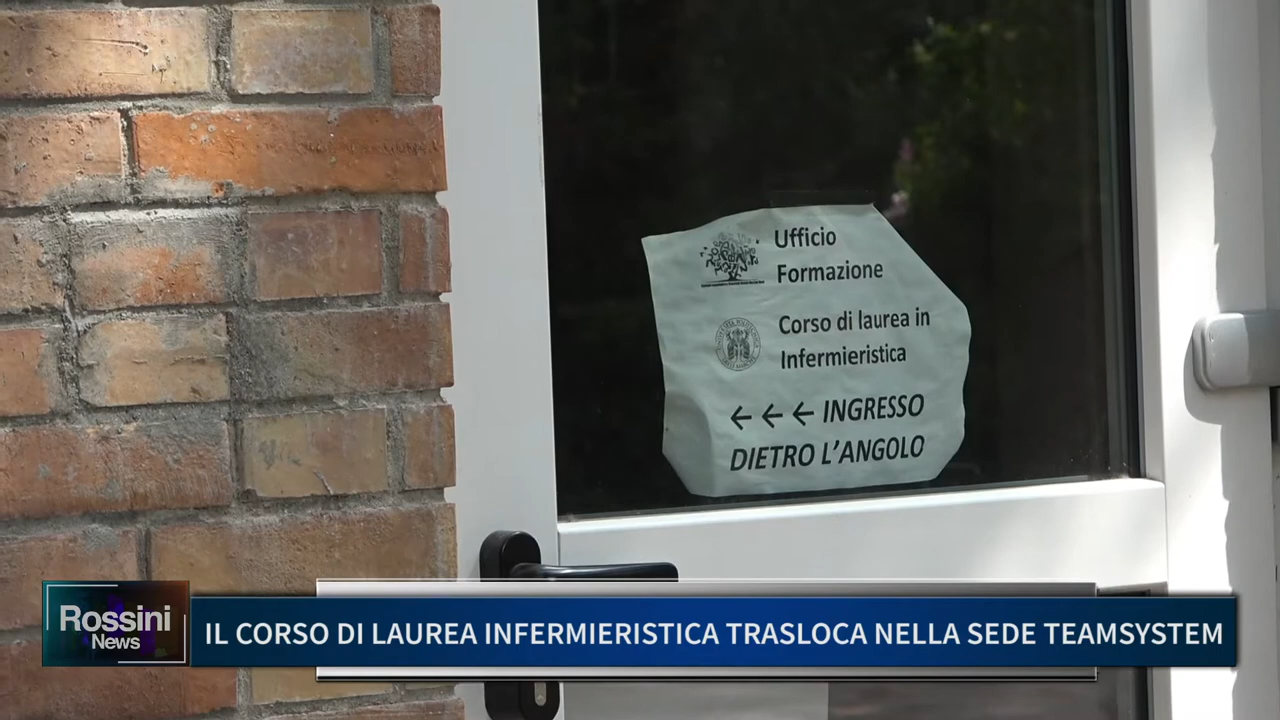 Ufficio
Formazione
Corso di laurea in
Infermieristica
←←← INGRESSO
DIETRO L'ANGOLO
Rossini
News
IL CORSO DI LAUREA INFERMIERISTICA TRASLOCA NELLA SEDE TEAMSYSTEM